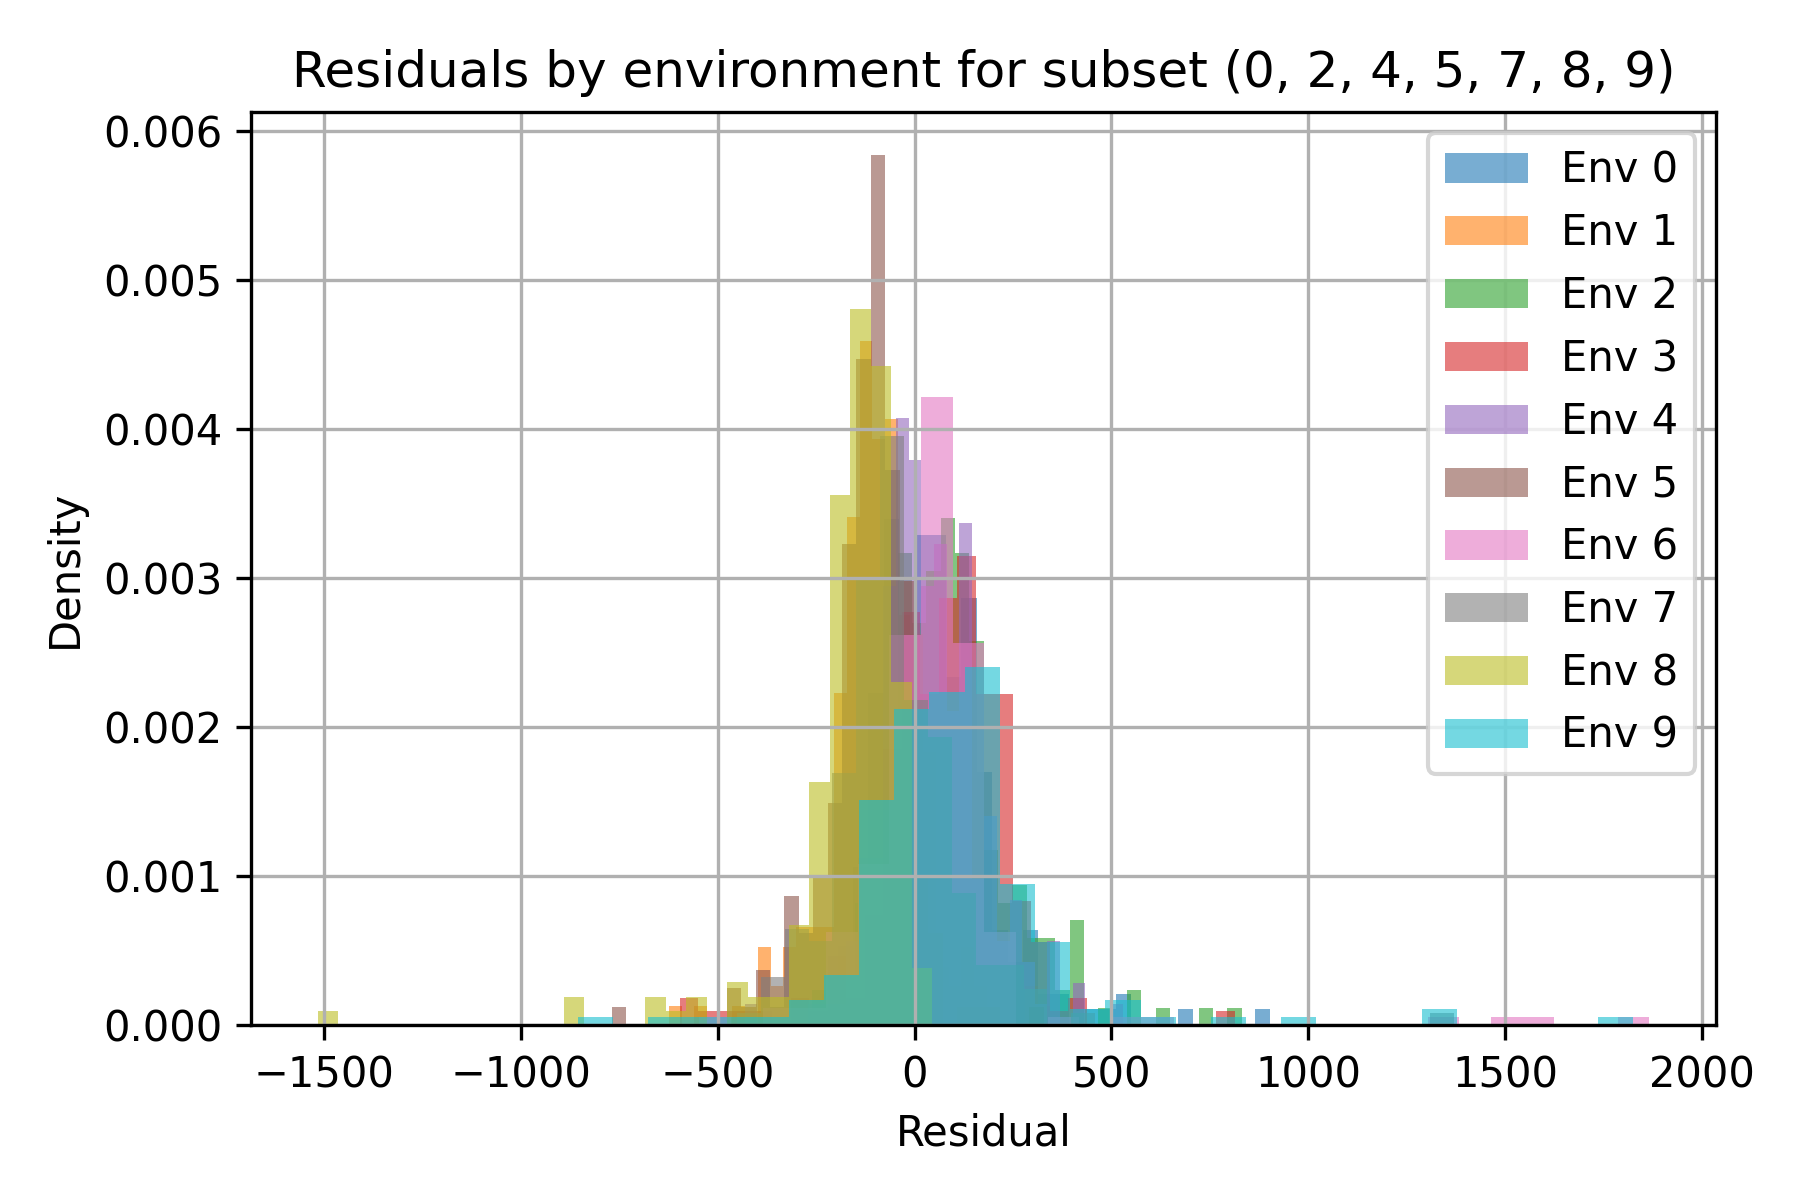 Residuals by environment for subset (0, 2, 4, 5, 7, 8, 9)
0.006
0.005
0.004
0.003
0.002
0.001
0.000
Density
−1500
−1000
−500
0
500
1000
1500
2000
Residual
Env 0
Env 1
Env 2
Env 3
Env 4
Env 5
Env 6
Env 7
Env 8
Env 9